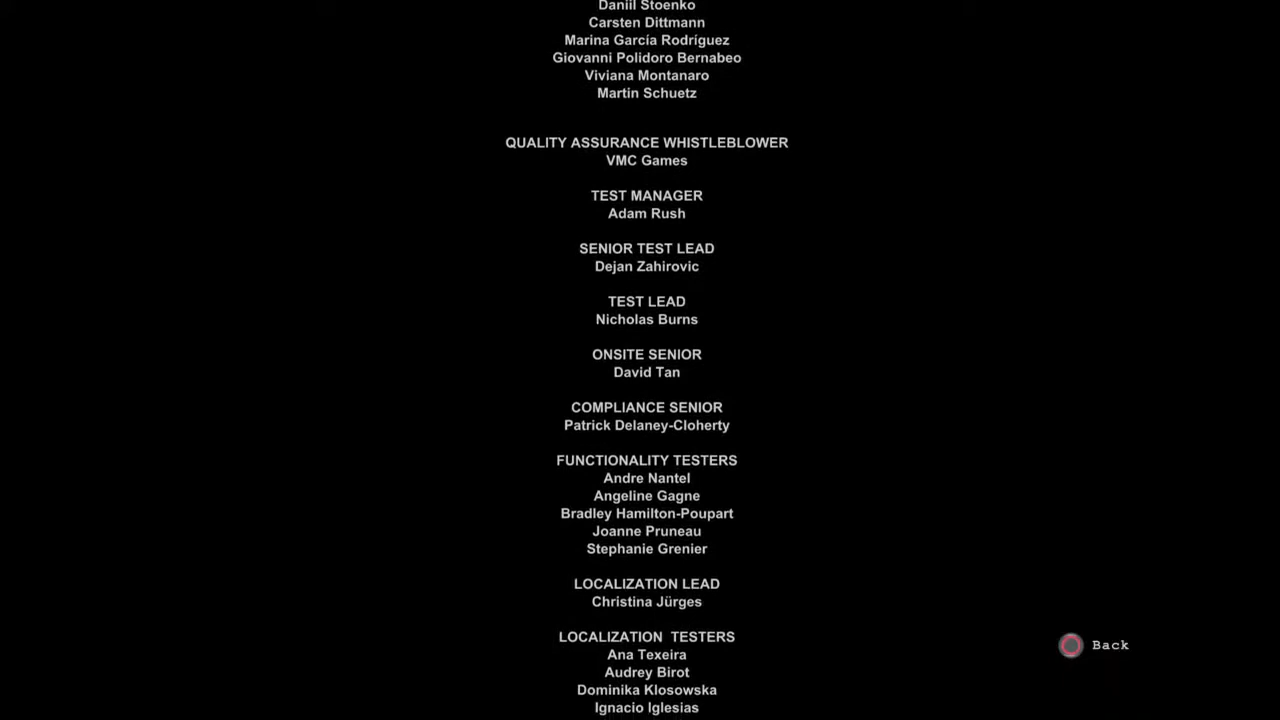 Daniil Stoenko
Carsten Dittmann
Marina García Rodríguez
Giovanni Polidoro Bernabeo
Viviana Montanaro
Martin Schuetz
QUALITY ASSURANCE WHISTLEBLOWER
VMC Games
TEST MANAGER
Adam Rush
SENIOR TEST LEAD
Dejan Zahirovic
TEST LEAD
Nicholas Burns
ONSITE SENIOR
David Tan
COMPLIANCE SENIOR
Patrick Delaney-Cloherty
FUNCTIONALITY TESTERS
Andre Nantel
Angeline Gagne
Bradley Hamilton-Poupart
Joanne Pruneau
Stephanie Grenier
LOCALIZATION LEAD
Christina Jürges
LOCALIZATION TESTERS
Back
Ana Texeira
Audrey Birot
Dominika Klosowska
Ignacio Iglesias